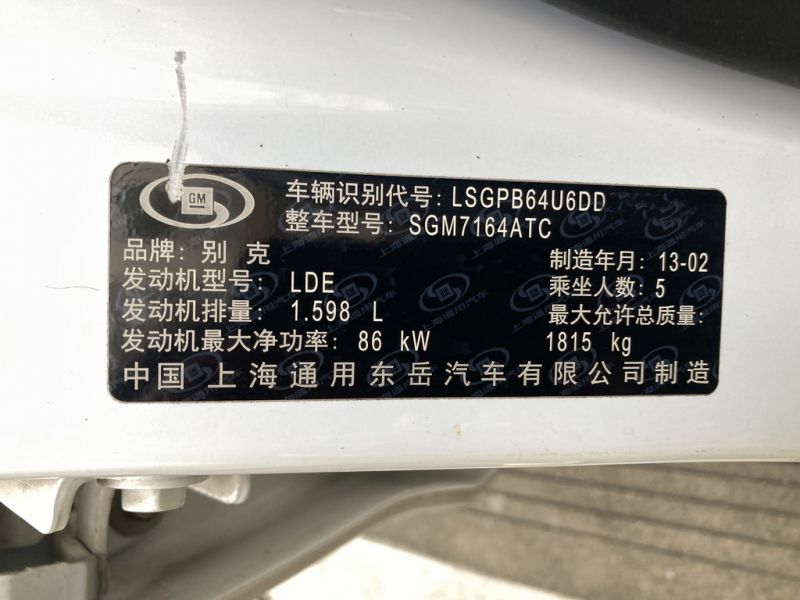 GM
车辆识别代号: LSGPB64U6DD
整车型号: SGM7164ATC
品牌: 别 克
制造年月: 13-02
发动机型号: LDE
乘坐人数: 5
发动机排量: 1.598 L
最大允许总质量:
发动机最大净功率: 86 kW
1815 kg
中国 上海通用东岳汽车有限公司制造